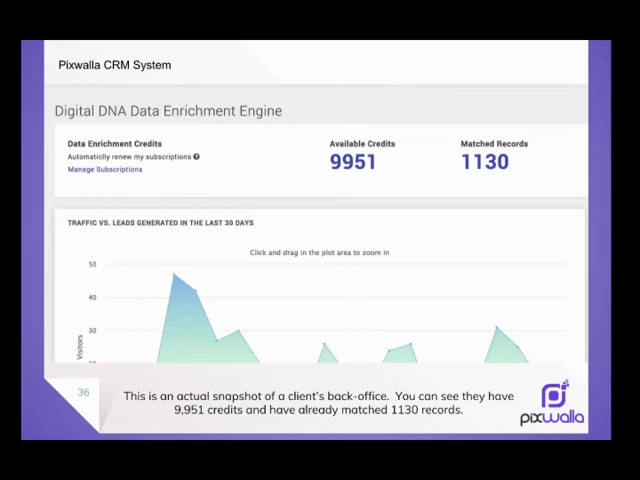 Pixwalla CRM System
Digital DNA Data Enrichment Engine
Data Enrichment Credits
Available Credits
Matched Records
Automaticlly renew my subscriptions ?
9951
1130
Manage Subscriptions
TRAFFIC VS. LEADS GENERATED IN THE LAST 30 DAYS
Click and drag in the plot area to zoom in
50
40
30
Visitors
36
This is an actual snapshot of a client's back-office. You can see they have
9,951 credits and have already matched 1130 records.
pixwalla